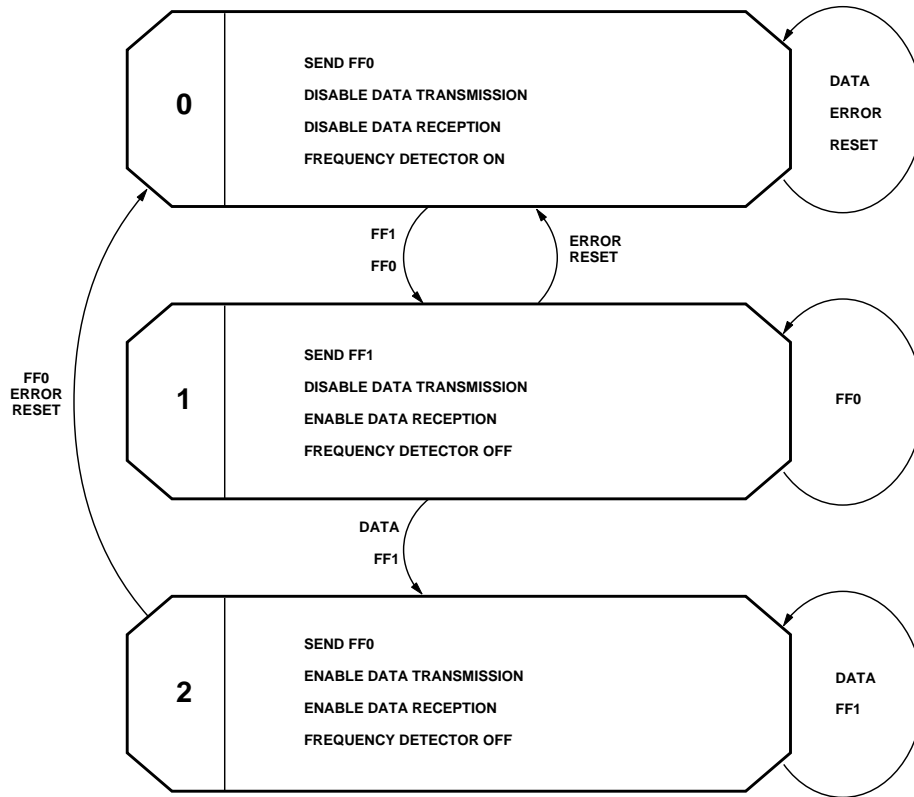 0
SEND FF0
DISABLE DATA TRANSMISSION
DISABLE DATA RECEPTION
FREQUENCY DETECTOR ON
DATA
ERROR
RESET
FF1
FF0
ERROR
RESET
FF0
ERROR
RESET
1
SEND FF1
DISABLE DATA TRANSMISSION
ENABLE DATA RECEPTION
FREQUENCY DETECTOR OFF
FF0
DATA
FF1
2
SEND FF0
ENABLE DATA TRANSMISSION
ENABLE DATA RECEPTION
FREQUENCY DETECTOR OFF
DATA
FF1